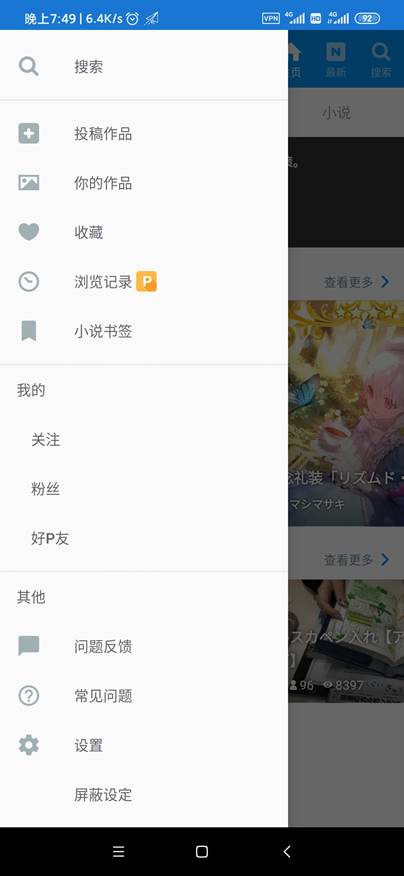 晚上7:49 | 6.4K/s
VPN 4G HD 4G 92
搜索
页
最新
搜索
投稿作品
小说
你的作品
衰。
收藏
浏览记录 P
查看更多
小说书签
我的
关注
念礼装「リズムド・
粉丝
マシマサキ
好P友
查看更多
其他
问题反馈
スカペン入れ【ア
】
96 8397
常见问题
设置
屏蔽设定